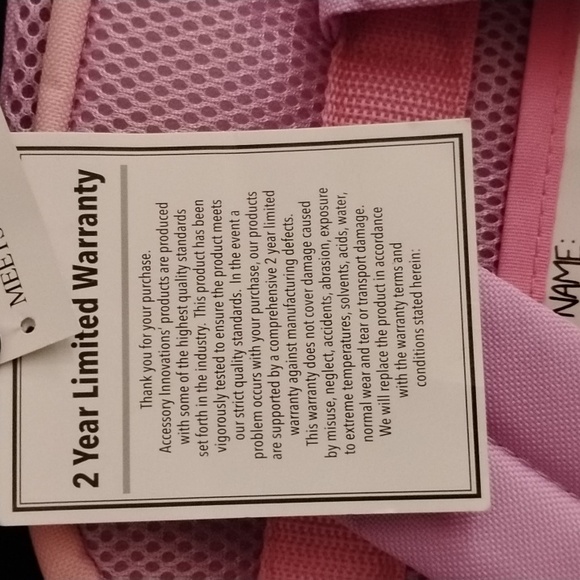 2 Year Limited Warranty
Thank you for your purchase.
Accessory Innovations' products are produced
with some of the highest quality standards
set forth in the industry. This product has been
vigorously tested to ensure the product meets
our strict quality standards. In the event a
problem occurs with your purchase, our products
are supported by a comprehensive 2 year limited
warranty against manufacturing defects.
This warranty does not cover damage caused
by misuse, neglect, accidents, abrasion, exposure
to extreme temperatures, solvents, acids, water,
normal wear and tear or transport damage.
We will replace the product in accordance
with the warranty terms and
conditions stated herein:
MEETS
NAME: